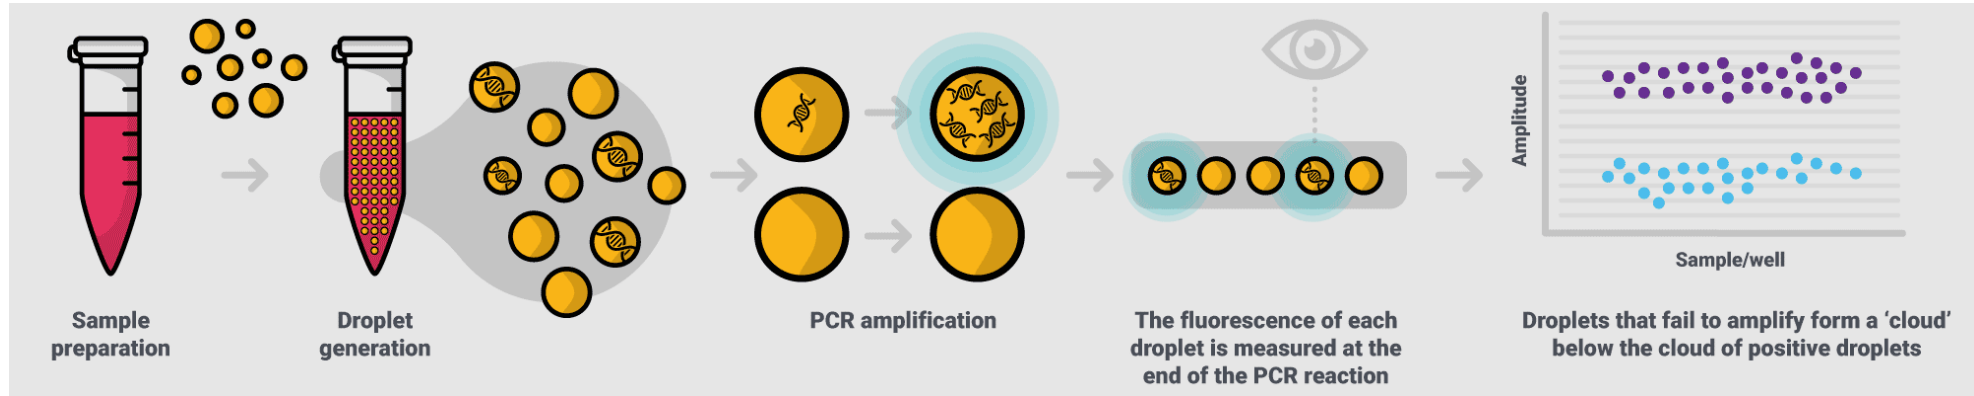 Sample
preparation
Droplet
generation
PCR amplification
The fluorescence of each
droplet is measured at the
end of the PCR reaction
Amplitude
Sample/well
Droplets that fail to amplify form a ‘cloud’
below the cloud of positive droplets